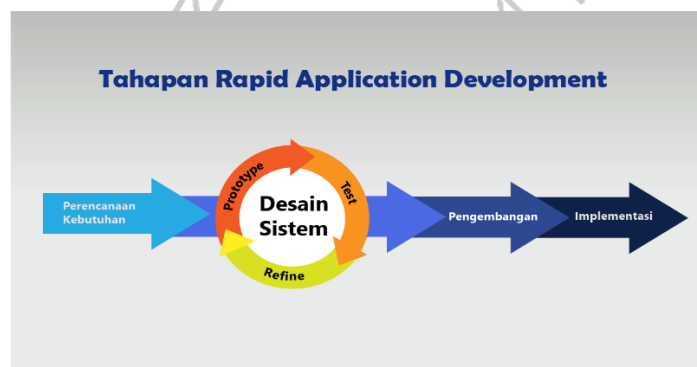 Tahapan Rapid Application Development
Perencanaan
Kebutuhan
Prototype
Test
Refine
Desain
Sistem
Pengembangan
Implementasi